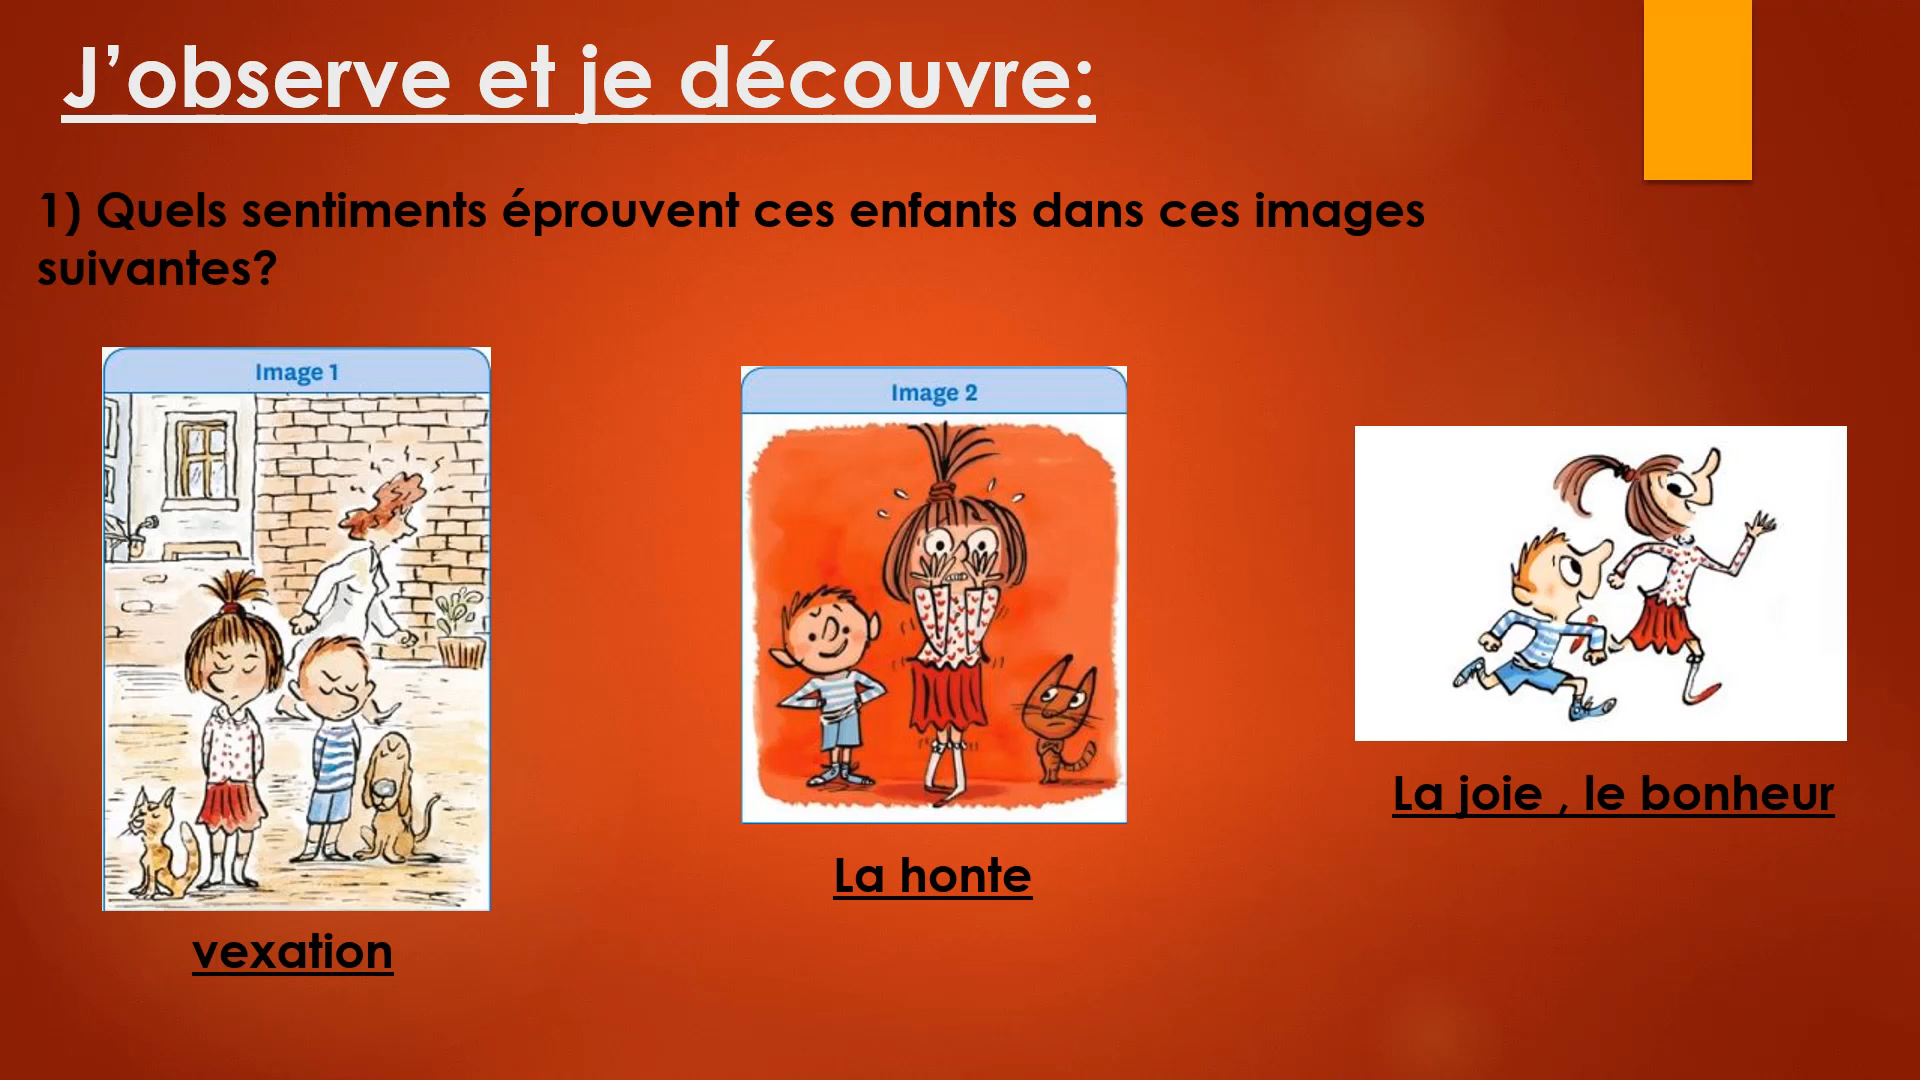 J’observe et je découvre:
1) Quels sentiments éprouvent ces enfants dans ces images
suivantes?
Image 1
Image 2
La joie , le bonheur
La honte
vexation